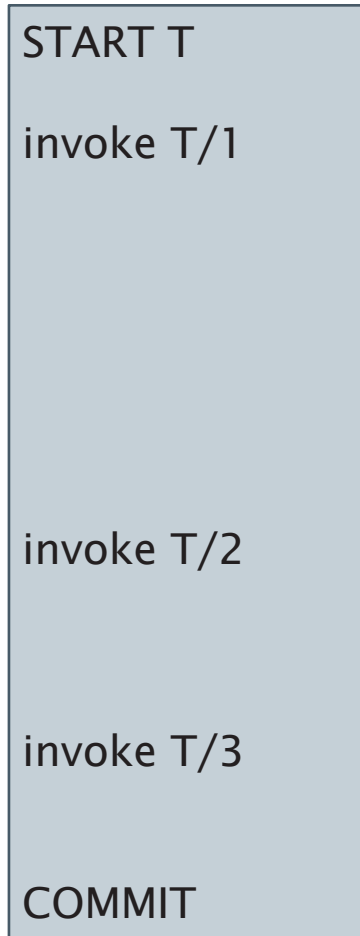 START T
invoke T/1
invoke T/2
invoke T/3
COMMIT